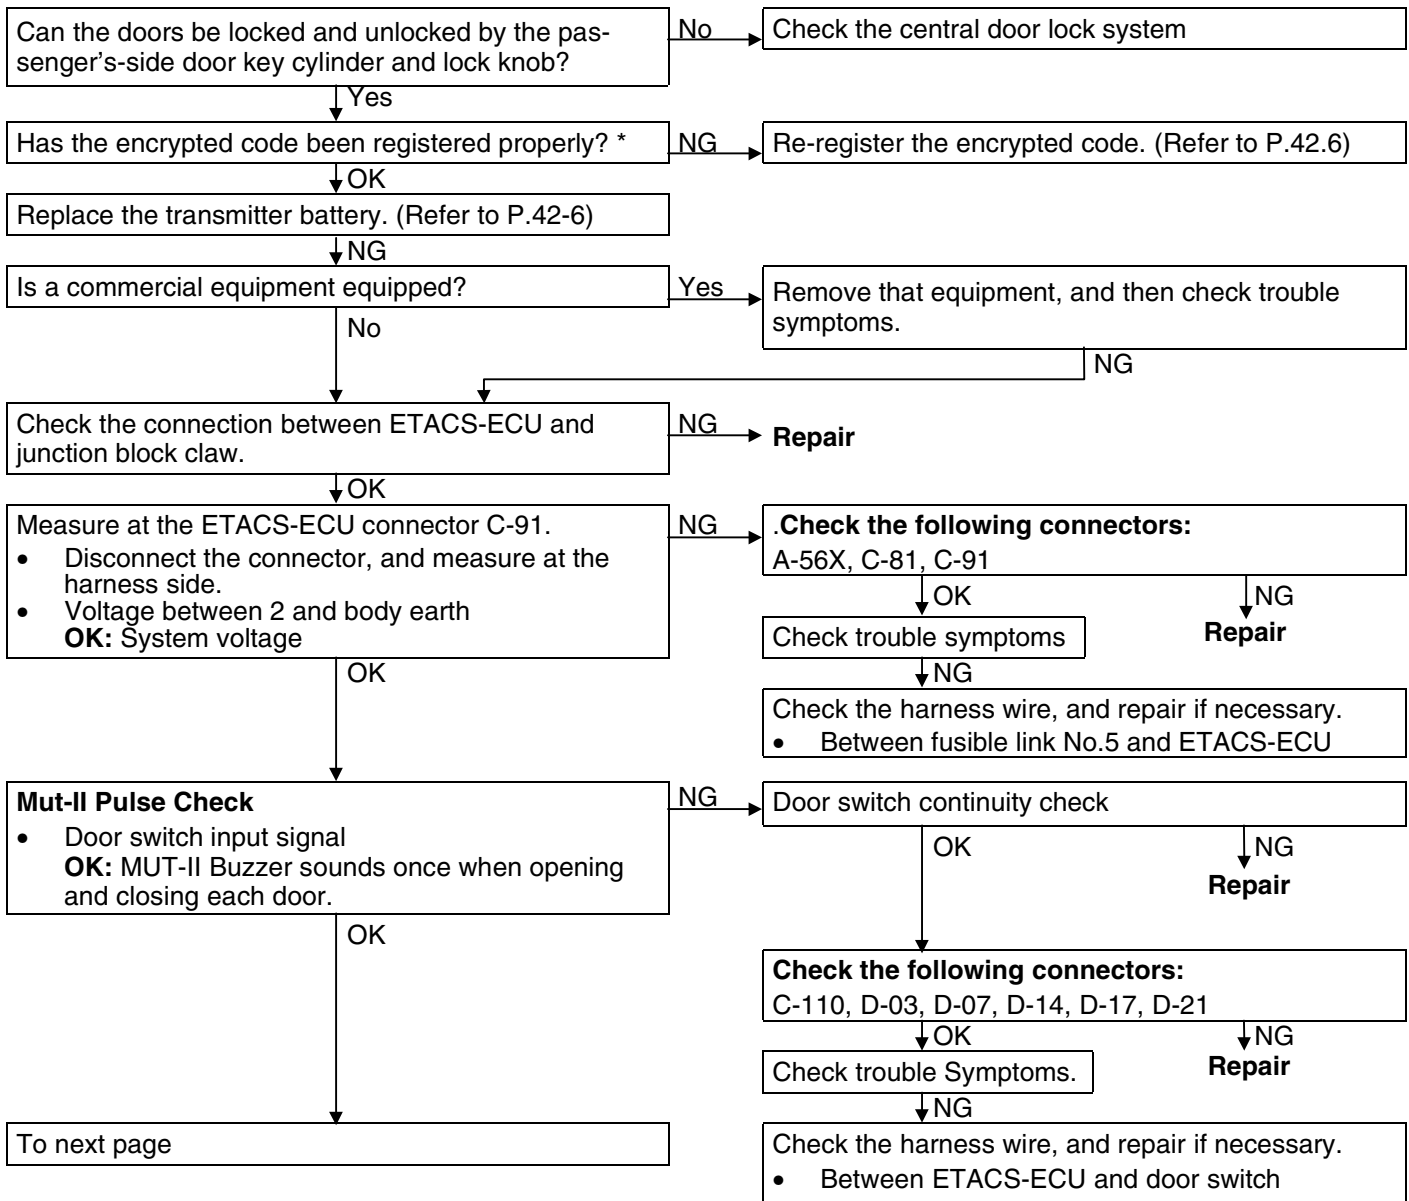 Can the doors be locked and unlocked by the pas-
senger's-side door key cylinder and lock knob?
No
Check the central door lock system
Yes
Has the encrypted code been registered properly? *
NG
Re-register the encrypted code. (Refer to P.42.6)
OK
Replace the transmitter battery. (Refer to P.42-6)
NG
Is a commercial equipment equipped?
Yes
Remove that equipment, and then check trouble
symptoms.
No
NG
Check the connection between ETACS-ECU and
junction block claw.
NG
Repair
OK
Measure at the ETACS-ECU connector C-91.
• Disconnect the connector, and measure at the
harness side.
• Voltage between 2 and body earth
OK: System voltage
NG
.Check the following connectors:
A-56X, C-81, C-91
OK
NG
Check trouble symptoms
Repair
NG
Check the harness wire, and repair if necessary.
• Between fusible link No.5 and ETACS-ECU
OK
Mut-II Pulse Check
• Door switch input signal
OK: MUT-II Buzzer sounds once when opening
and closing each door.
NG
Door switch continuity check
OK
NG
Repair
OK
Check the following connectors:
C-110, D-03, D-07, D-14, D-17, D-21
OK
NG
Check trouble Symptoms.
Repair
NG
To next page
Check the harness wire, and repair if necessary.
• Between ETACS-ECU and door switch